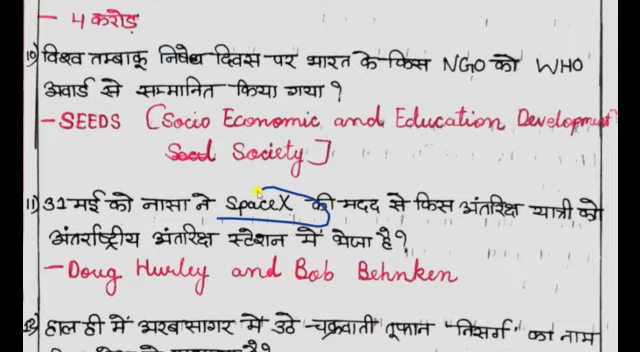 - 4 करोड़
10) विश्व तम्बाकू निषेध दिवस पर भारत के किस NGO को WHO
अवार्ड से सम्मानित किया गया?
- SEEDS [Socio Economic and Education Development
Society]
11) 31 मई को नासा ने SpaceX की मदद से किस अंतरिक्ष यात्री को
अंतर्राष्ट्रीय अंतरिक्ष स्टेशन में भेजा है?
- Doug Hurley and Bob Behnken
12) हाल ही में अरबसागर में उठे चक्रवाती तूफान "निसर्ग" का नाम